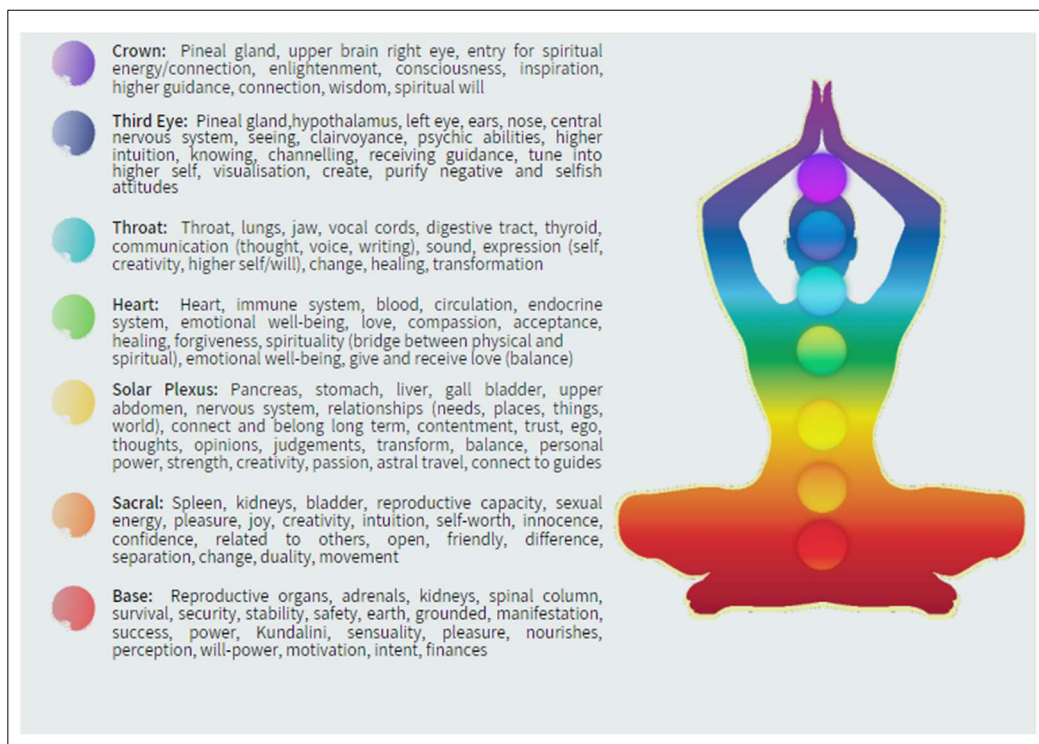 Crown: Pineal gland, upper brain right eye, entry for spiritual
energy/connection, enlightenment, consciousness, inspiration,
higher guidance, connection, wisdom, spiritual will
Third Eye: Pineal gland,hypothalamus, left eye, ears, nose, central
nervous system, seeing, clairvoyance, psychic abilities, higher
intuition, knowing, channelling, receiving guidance, tune into
higher self, visualisation, create, purify negative and selfish
attitudes
Throat: Throat, lungs, jaw, vocal cords, digestive tract, thyroid,
communication (thought, voice, writing), sound, expression (self,
creativity, higher self/will), change, healing, transformation
Heart: Heart, immune system, blood, circulation, endocrine
system, emotional well-being, love, compassion, acceptance,
healing, forgiveness, spirituality (bridge between physical and
spiritual), emotional well-being, give and receive love (balance)
Solar Plexus: Pancreas, stomach, liver, gall bladder, upper
abdomen, nervous system, relationships (needs, places, things,
world), connect and belong long term, contentment, trust, ego,
thoughts, opinions, judgements, transform, balance, personal
power, strength, creativity, passion, astral travel, connect to guides
Sacral: Spleen, kidneys, bladder, reproductive capacity, sexual
energy, pleasure, joy, creativity, intuition, self-worth, innocence,
confidence, related to others, open, friendly, difference,
separation, change, duality, movement
Base: Reproductive organs, adrenals, kidneys, spinal column,
survival, security, stability, safety, earth, grounded, manifestation,
success, power, Kundalini, sensuality, pleasure, nourishes,
perception, will-power, motivation, intent, finances